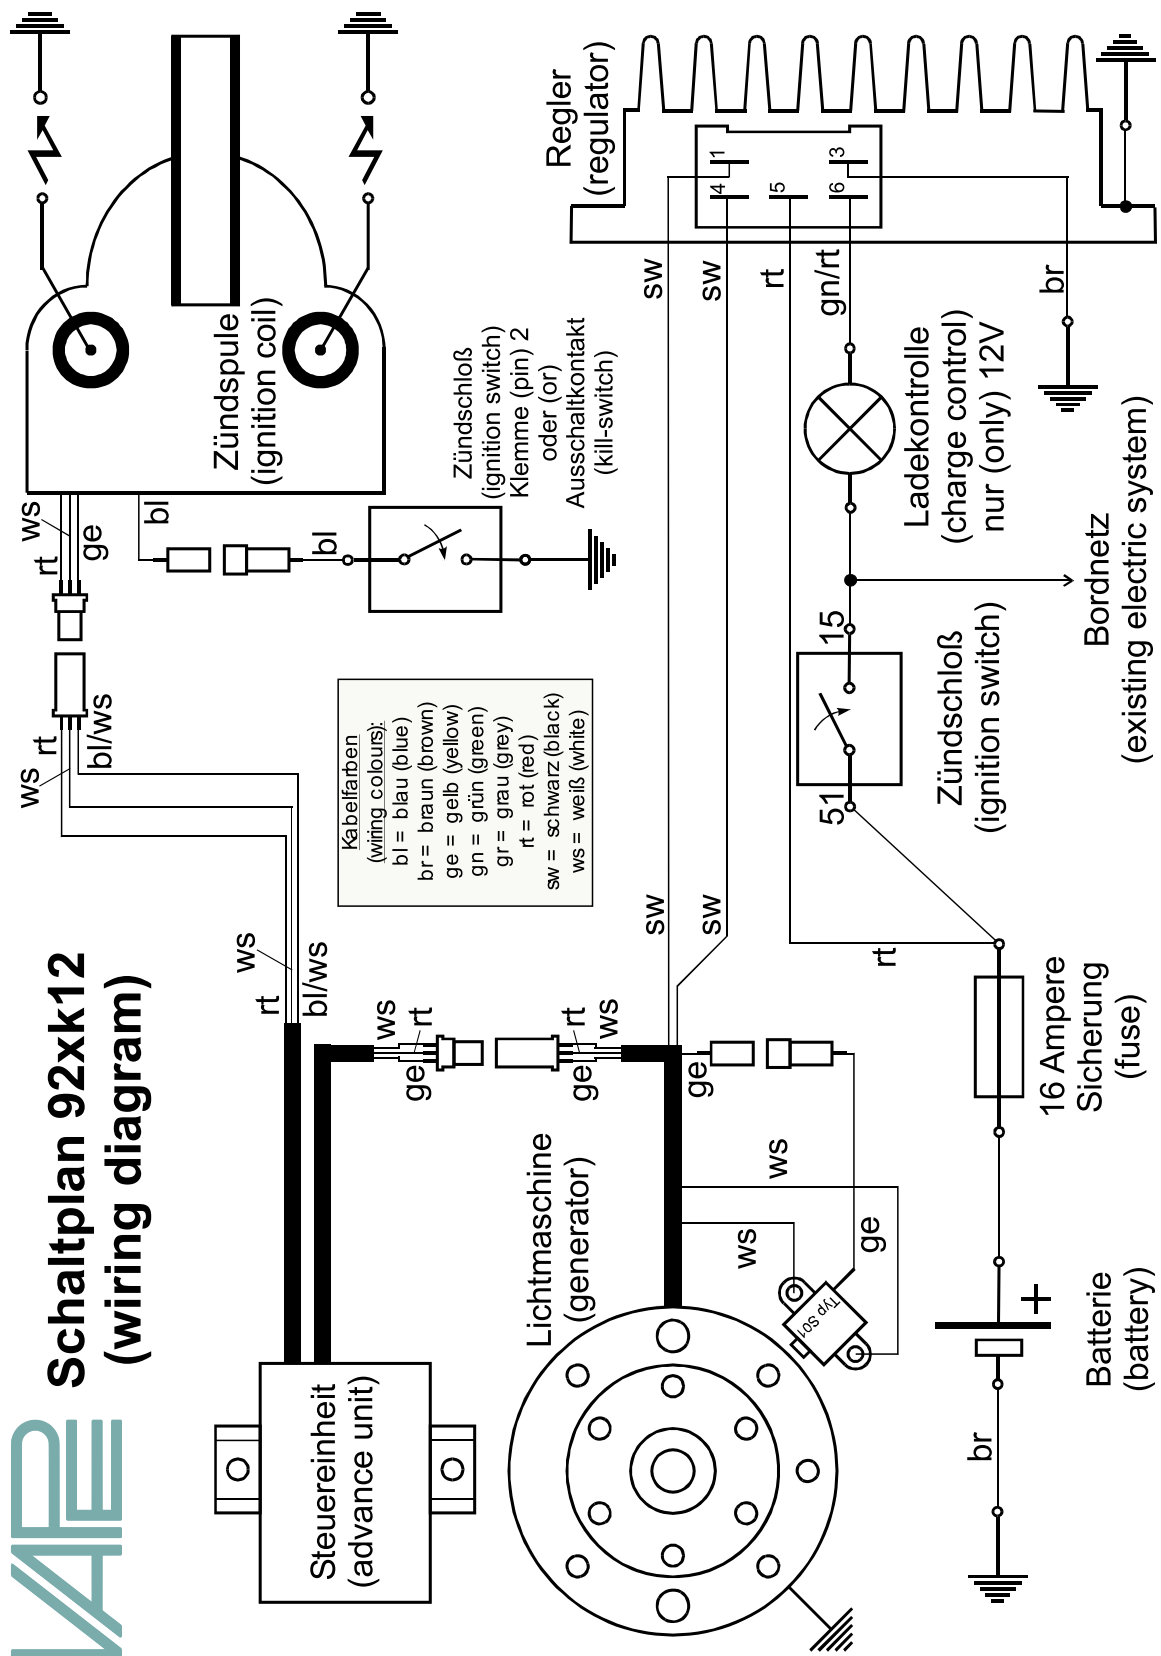 VAPE
Schaltplan 92xk12
(wiring diagram)
Zündspule
(ignition coil)
ws
rt
ge
bl
bl
Zündschloß
(ignition switch)
Klemme (pin) 2
oder (or)
Ausschaltkontakt
(kill-switch)
ws
rt
bl/ws
ws
rt
bl/ws
Kabelfarben
(wiring colours):
bl = blau (blue)
br = braun (brown)
ge = gelb (yellow)
gn = grün (green)
gr = grau (grey)
rt = rot (red)
sw = schwarz (black)
ws = weiß (white)
Steuereinheit
(advance unit)
ws
rt
ge
rt
ws
ge
Lichtmaschine
(generator)
ge
ws
ws
ge
Typ S01
Regler
(regulator)
1
4
5
3
6
sw
sw
rt
gn/rt
br
sw
sw
rt
Ladekontrolle
(charge control)
nur (only) 12V
Bordnetz
(existing electric system)
15
51
Zündschloß
(ignition switch)
16 Ampere
Sicherung
(fuse)
+
Batterie
(battery)
br